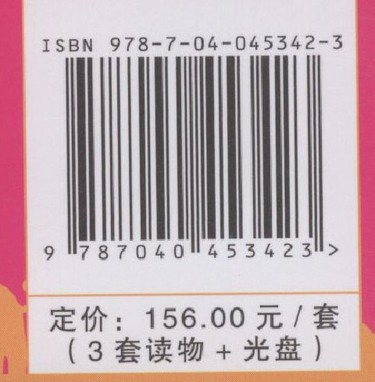 ISBN 978-7-04-045342-3
9 787040 453423 >
定价：156.00 元 / 套
（3 套读物 + 光盘）